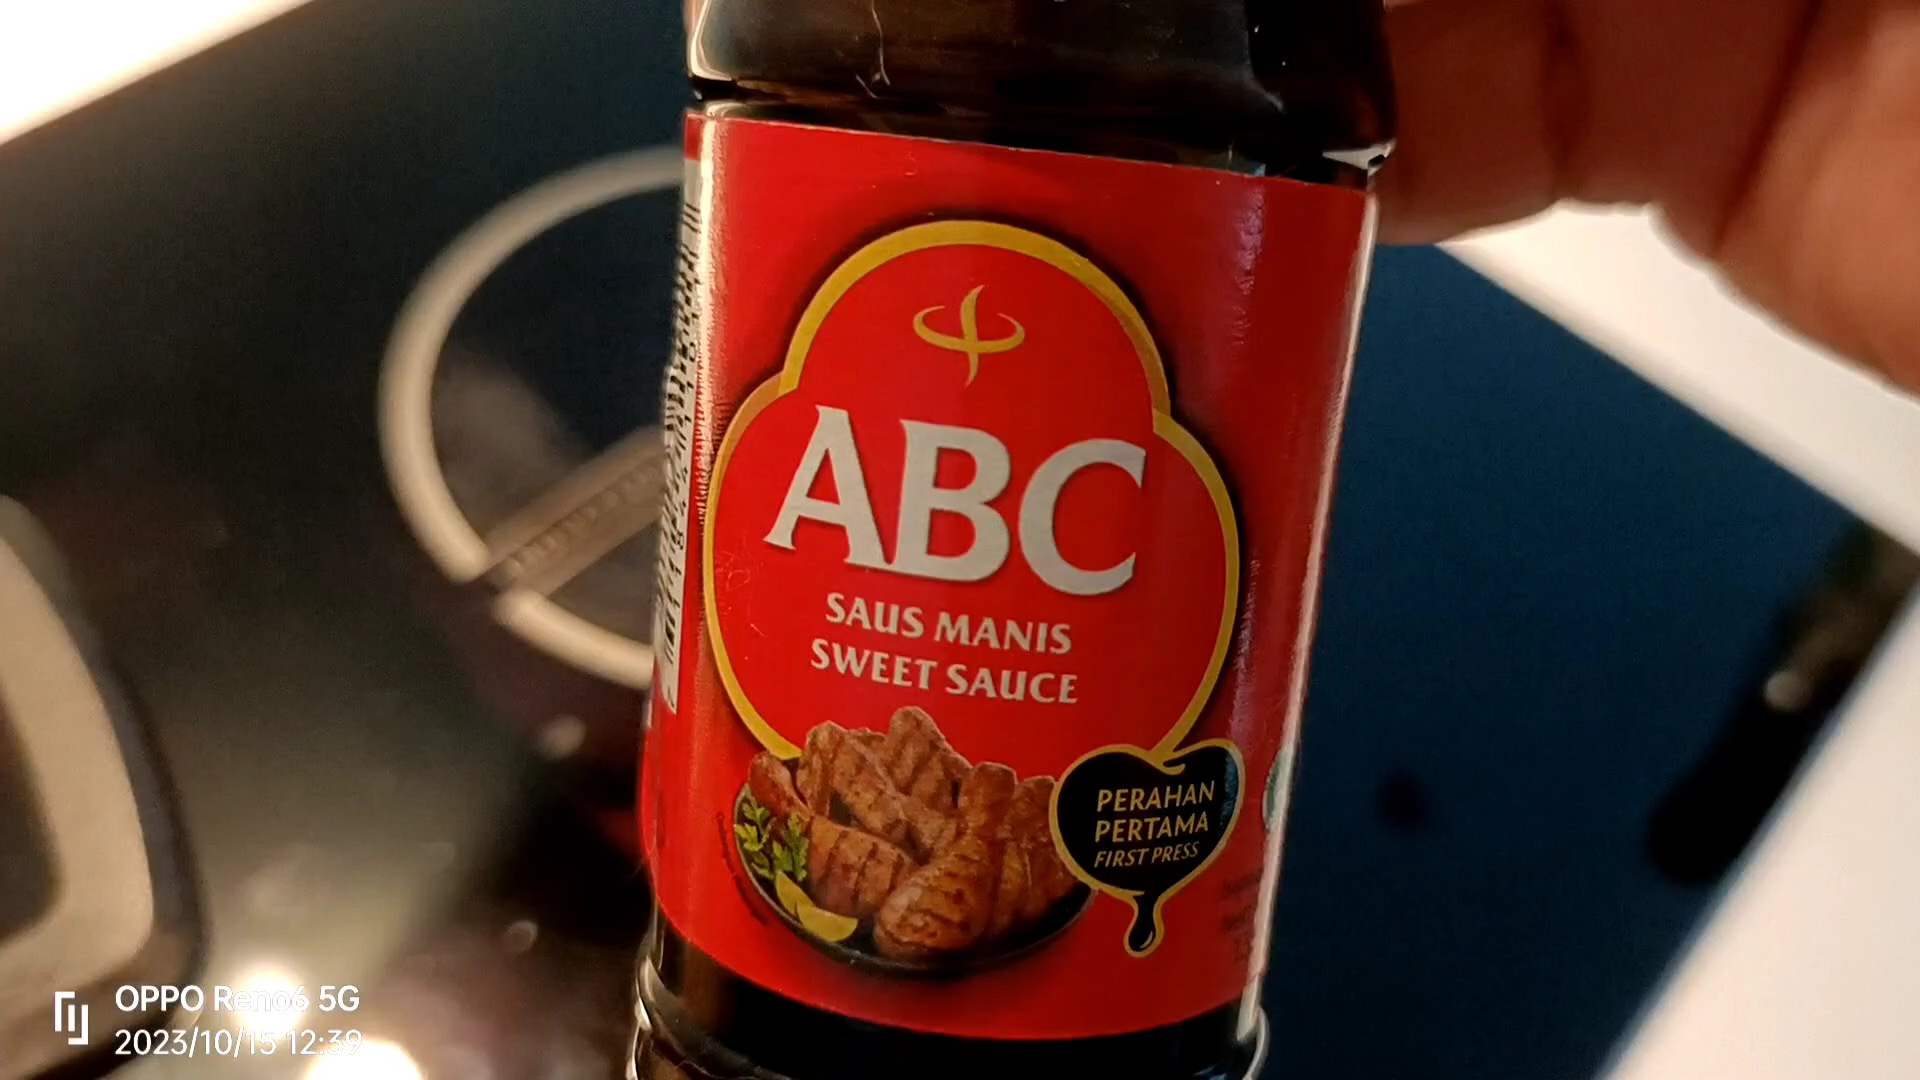 ABC
SAUS MANIS
SWEET SAUCE
PERAHAN
PERTAMA
FIRST PRESS
OPPO Reno6 5G
2023/10/15 12:39